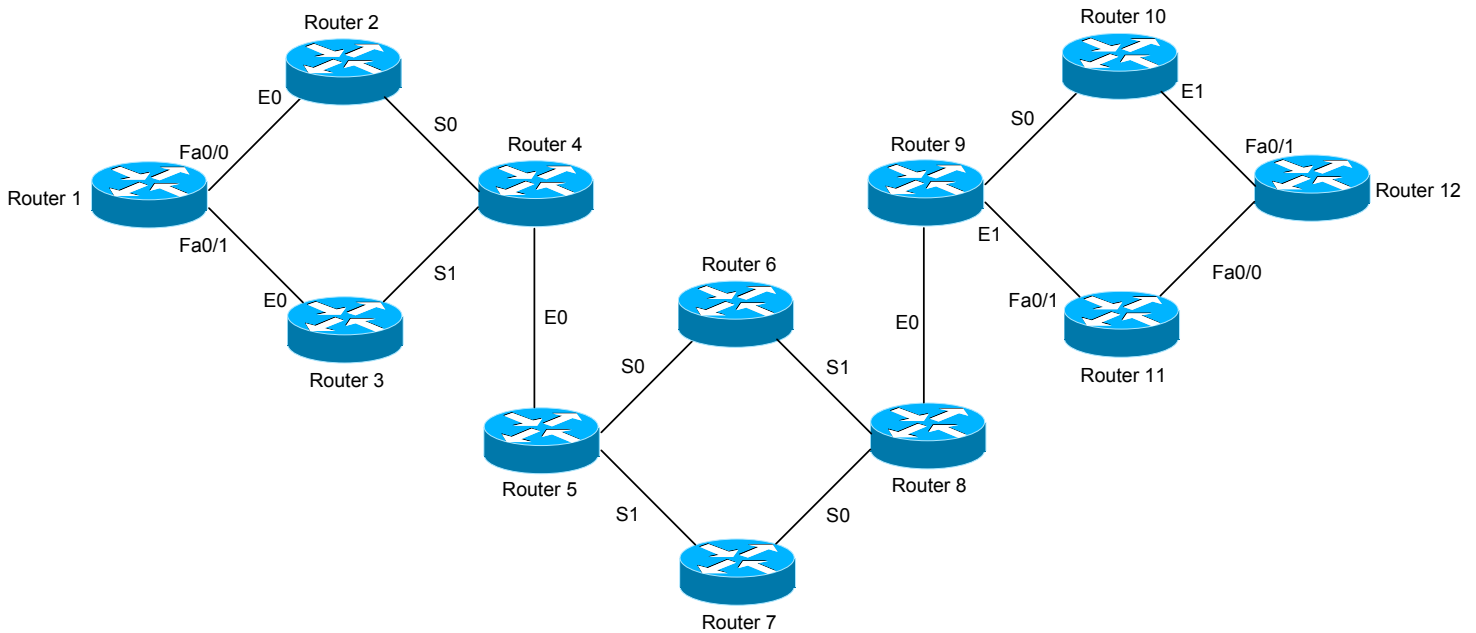 Router 2
Router 10
E0
S0
Fa0/0
Router 4
Router 1
Fa0/1
E0
S1
Router 3
E0
Router 9
S0
E1
Fa0/1
Router 12
E1
Fa0/1
Fa0/0
Router 11
Router 6
E0
S0
S1
Router 5
Router 8
S1
S0
Router 7